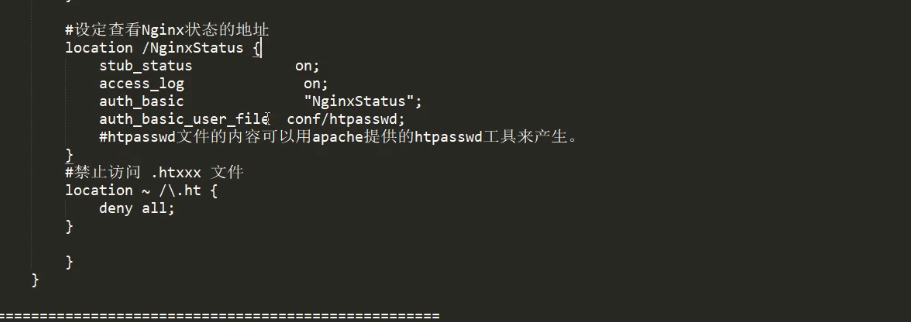 #设定查看Nginx状态的地址
location /NginxStatus {
stub_status on;
access_log on;
auth_basic "NginxStatus";
auth_basic_user_file conf/htpasswd;
#htpasswd文件的内容可以用apache提供的htpasswd工具来产生。
}
#禁止访问 .htxxx 文件
location ~ /\.ht {
deny all;
}
}
}
====================================================